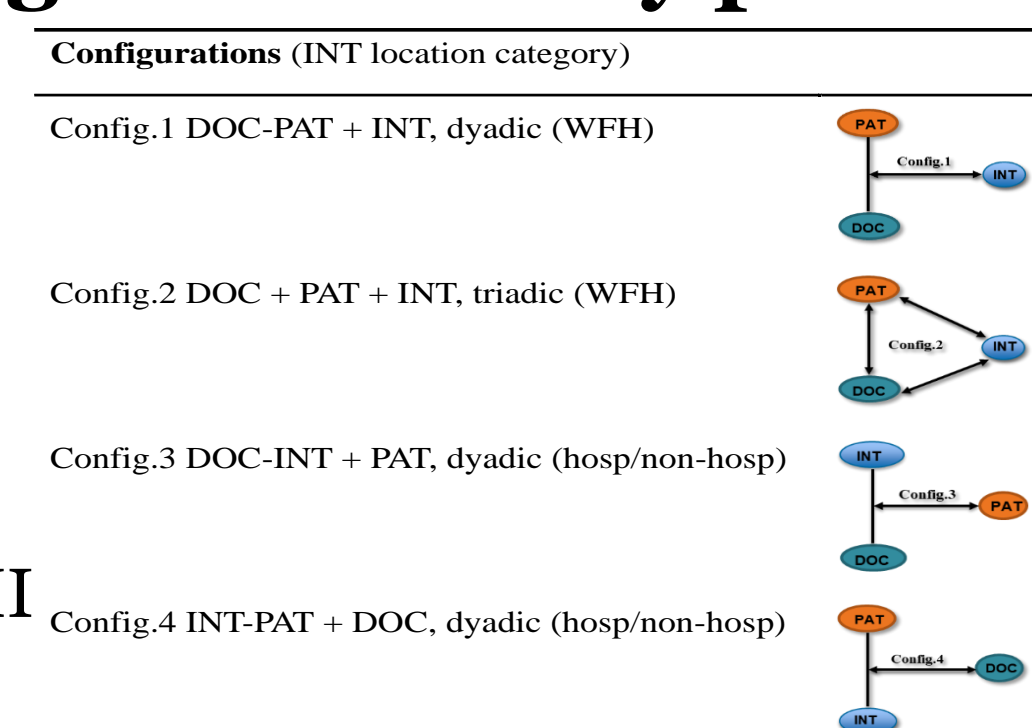 Configurations (INT location category)
Config.1 DOC-PAT + INT, dyadic (WFH)
PAT
Config.1
INT
DOC
Config.2 DOC + PAT + INT, triadic (WFH)
PAT
Config.2
INT
DOC
Config.3 DOC-INT + PAT, dyadic (hosp/non-hosp)
INT
Config.3
PAT
DOC
Config.4 INT-PAT + DOC, dyadic (hosp/non-hosp)
PAT
Config.4
DOC
INT